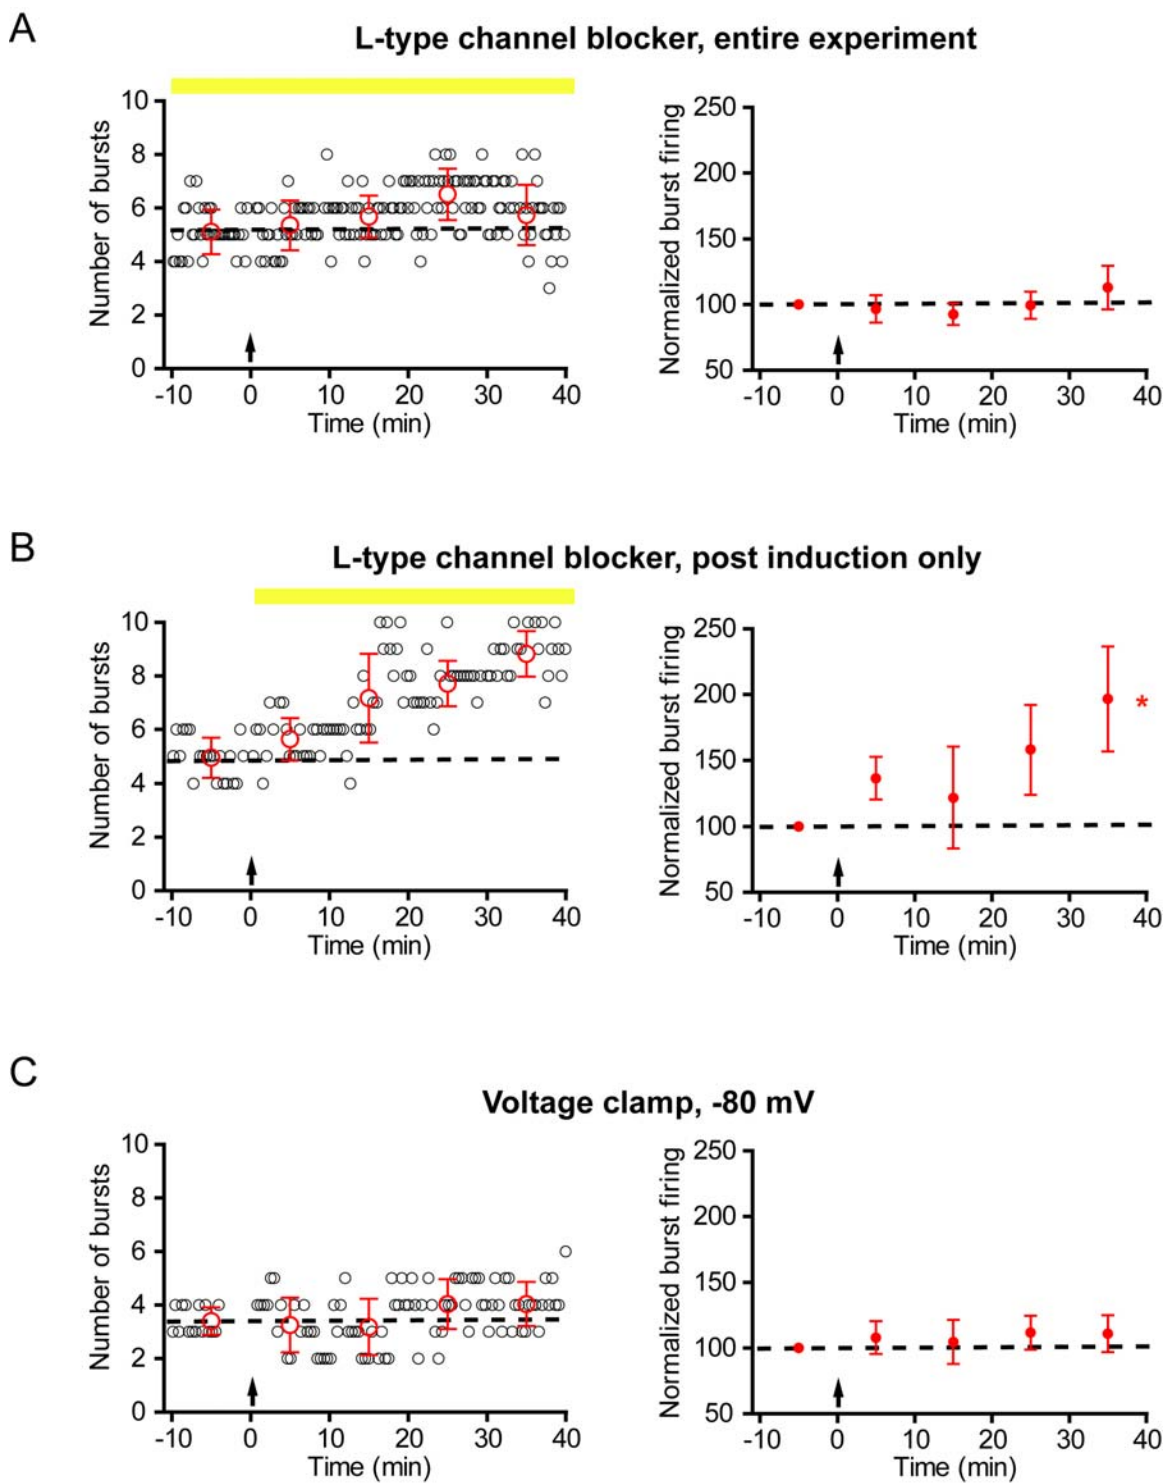 A
L-type channel blocker, entire experiment
Number of bursts
10
8
6
4
2
0
-10 0 10 20 30 40
Time (min)
Normalized burst firing
250
200
150
100
50
-10 0 10 20 30 40
Time (min)
B
L-type channel blocker, post induction only
Number of bursts
10
8
6
4
2
0
-10 0 10 20 30 40
Time (min)
Normalized burst firing
250
200
150
100
50
*
-10 0 10 20 30 40
Time (min)
C
Voltage clamp, -80 mV
Number of bursts
10
8
6
4
2
0
-10 0 10 20 30 40
Time (min)
Normalized burst firing
250
200
150
100
50
-10 0 10 20 30 40
Time (min)